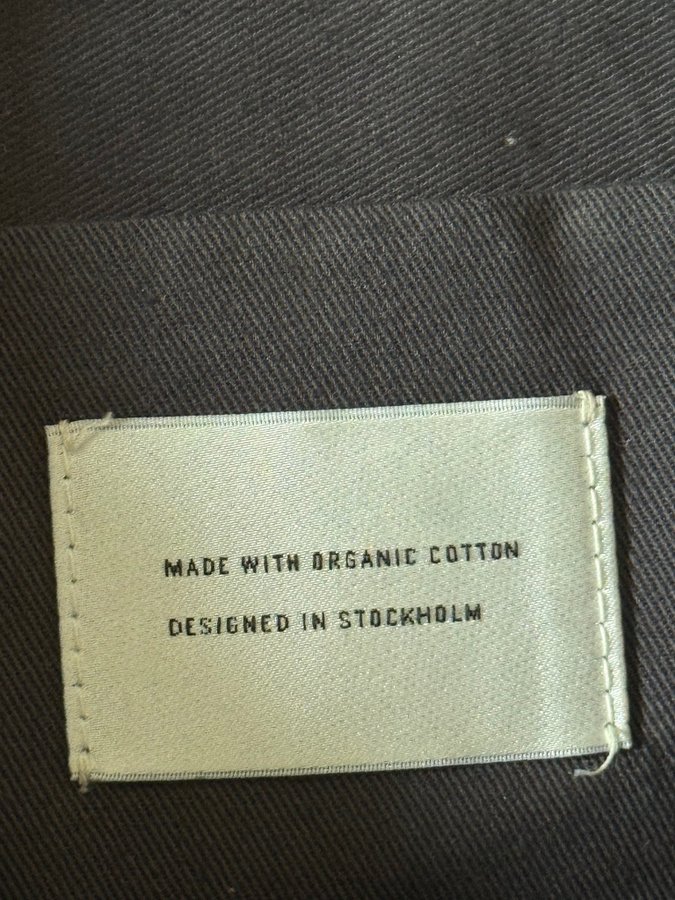 MADE WITH ORGANIC COTTON
DESIGNED IN STOCKHOLM